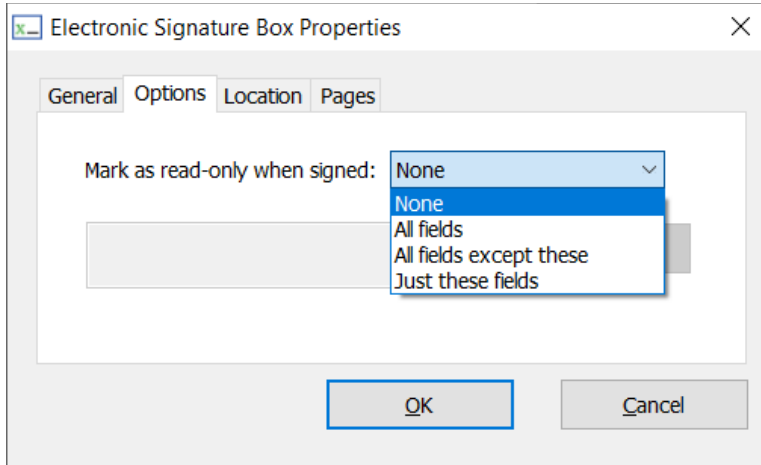 x Electronic Signature Box Properties
General Options Location Pages
Mark as read-only when signed: None
None
All fields
All fields except these
Just these fields
OK Cancel